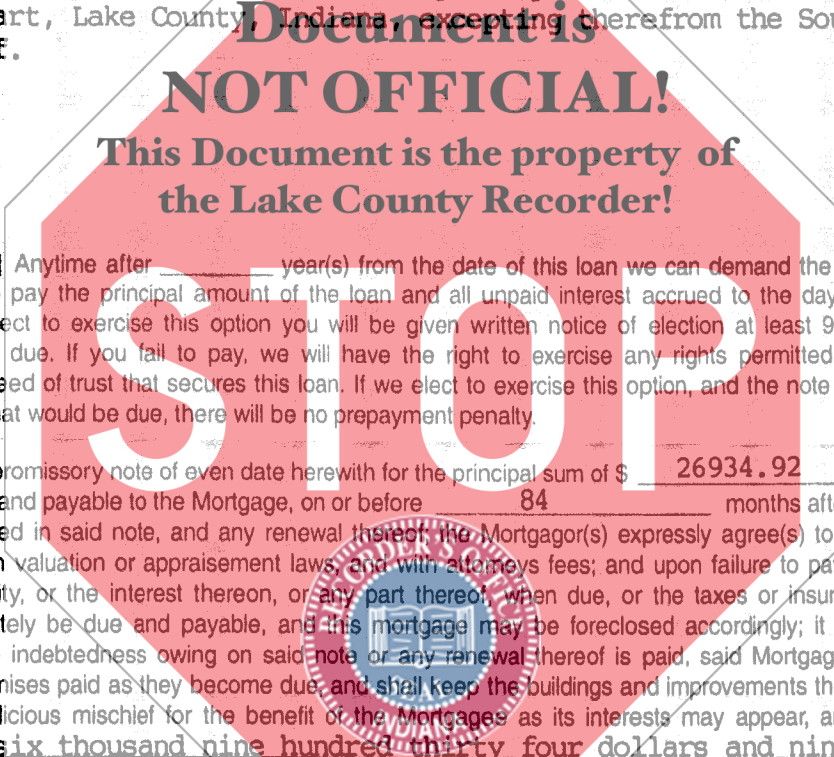 art, Lake County, Indiana, excepting therefrom the Sou
f.
Document is
NOT OFFICIAL!
This Document is the property of
the Lake County Recorder!
STOP
Anytime after ________ year(s) from the date of this loan we can demand the
pay the principal amount of the loan and all unpaid interest accrued to the day
ect to exercise this option you will be given written notice of election at least 9
due. If you fail to pay, we will have the right to exercise any rights permitted
eed of trust that secures this loan. If we elect to exercise this option, and the note
at would be due, there will be no prepayment penalty.
romissory note of even date herewith for the principal sum of $ 26934.92
and payable to the Mortgage, on or before 84 months aft
ed in said note, and any renewal thereof; the Mortgagor(s) expressly agree(s) to
valuation or appraisement laws, and with attorneys fees; and upon failure to pa
ty, or the interest thereon, or any part thereof, when due, or the taxes or insur
tely be due and payable, and this mortgage may be foreclosed accordingly; it
indebtedness owing on said note or any renewal thereof is paid, said Mortgag
nises paid as they become due, and shall keep the buildings and improvements th
licious mischief for the benefit of the Mortgagee as its interests may appear, a
six thousand nine hundred thirty four dollars and nin
RECORDER'S OFFICE
SEAL
INDIANA